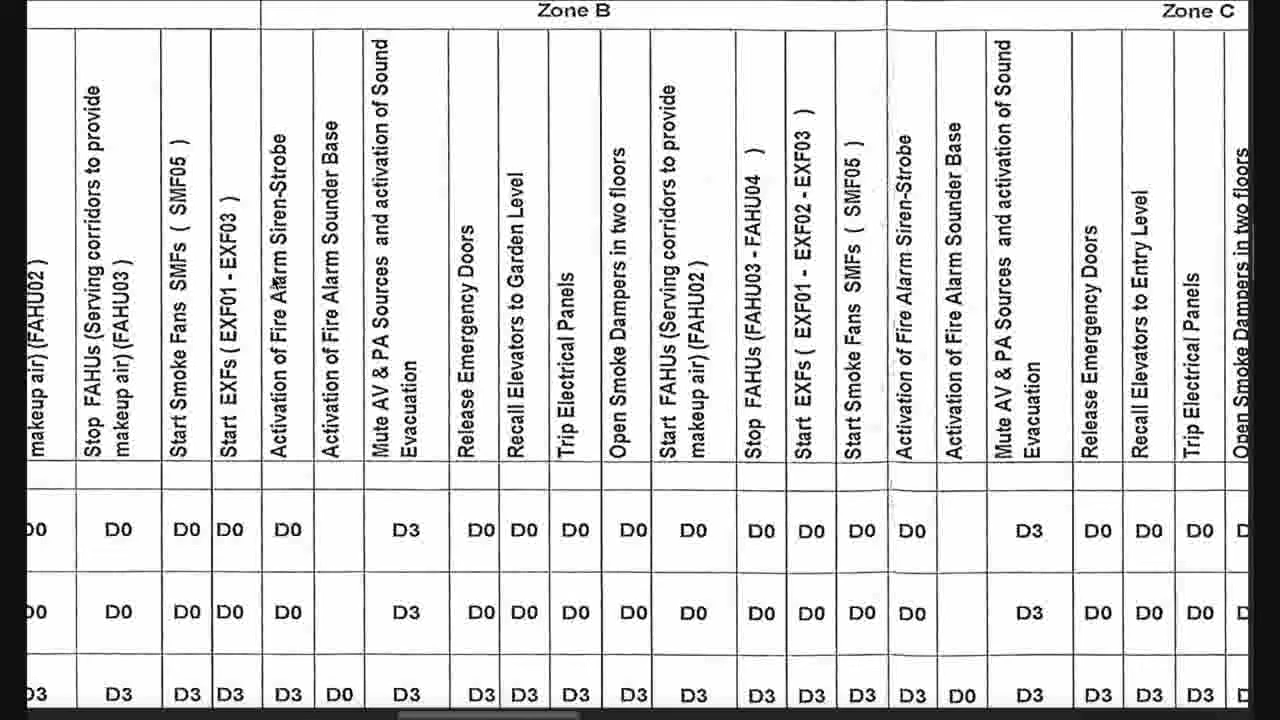 Zone B
Zone C
makeup air) (FAHU02 )
Stop FAHUs (Serving corridors to provide
makeup air) (FAHU03 )
Start Smoke Fans SMFs ( SMF05 )
Start EXFs ( EXF01 - EXF03 )
Activation of Fire Alarm Siren-Strobe
Activation of Fire Alarm Sounder Base
Mute AV & PA Sources and activation of Sound
Evacuation
Release Emergency Doors
Recall Elevators to Garden Level
Trip Electrical Panels
Open Smoke Dampers in two floors
Start FAHUs (Serving corridors to provide
makeup air) (FAHU02 )
Stop FAHUs (FAHU03 - FAHU04 )
Start EXFs ( EXF01 - EXF02 - EXF03 )
Start Smoke Fans SMFs ( SMF05 )
Activation of Fire Alarm Siren-Strobe
Activation of Fire Alarm Sounder Base
Mute AV & PA Sources and activation of Sound
Evacuation
Release Emergency Doors
Recall Elevators to Entry Level
Trip Electrical Panels
Open Smoke Dampers in two floors
D0 D0 D0 D0 D0 D3 D0 D0 D0 D0 D0 D0 D0 D0 D0 D3 D0 D0 D0
D0 D0 D0 D0 D0 D3 D0 D0 D0 D0 D0 D0 D0 D0 D0 D3 D0 D0 D0
D3 D3 D3 D3 D3 D0 D3 D3 D3 D3 D3 D3 D3 D3 D3 D3 D0 D3 D3 D3 D3